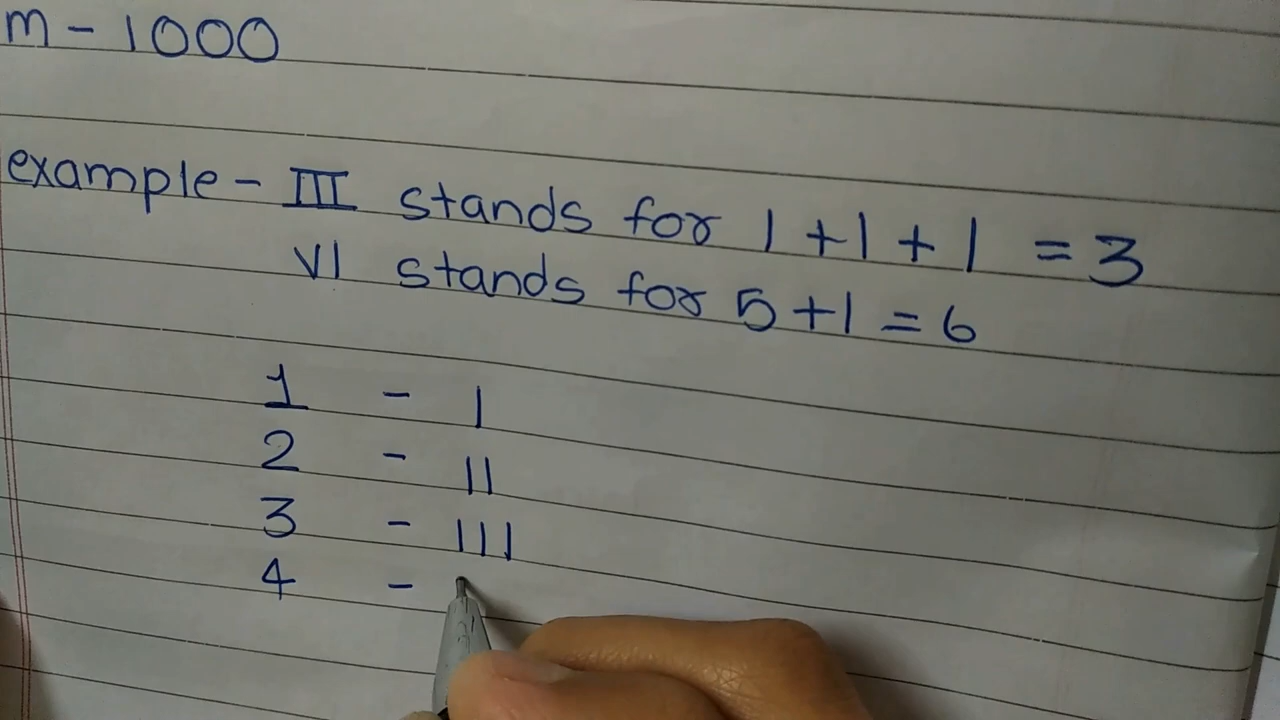 m - 1000
example - III stands for 1 + 1 + 1 = 3
VI stands for 5 + 1 = 6
1 - I
2 - II
3 - III
4 -